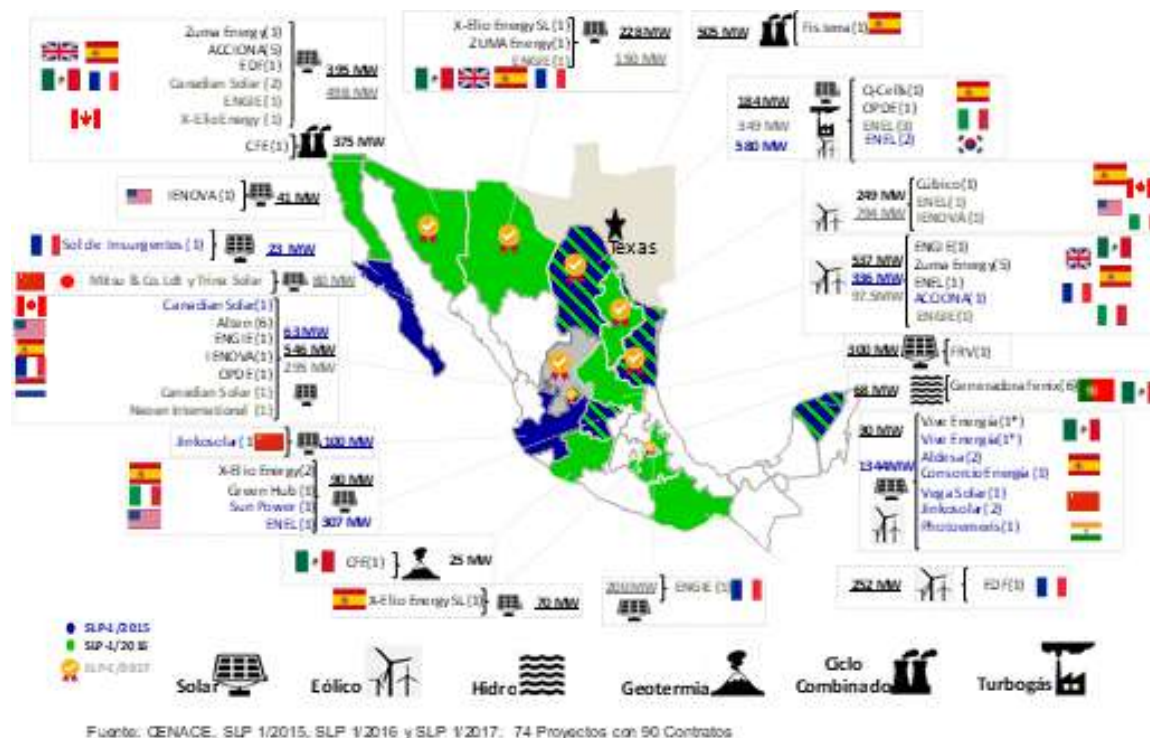 Zuma Energy(1)
ACCIONA(5)
EDF(1)
Canadian Solar (2)
ENGIE (1)
X-Elio Energy (1)
395 MW
CFE(1)
375 MW
X-Elio Energy SL(1)
ZUMA Energy(1)
ENGIE(1)
228 MW
505 MW
184 MW
349 MW
580 MW
Q-Cells(1)
OPDE(1)
ENEL(3)
ENEL(2)
IENOVA (1)
41 MW
Cúbico(1)
ENEL(1)
IENOVA(1)
249 MW
Sol de Insurgentes (1)
23 MW
Texas
Mitsu & Co. Ldt y Trina Solar
ENGIE(1)
Zuma Energy(5)
ENEL(1)
ACCIONA(1)
ENGIE(1)
537 MW
Canadian Solar(1)
Alten (6)
ENGIE(1)
IENOVA(1)
OPDE(1)
Canadian Solar (1)
Neoen International (1)
63 MW
546 MW
295 MW
300 MW
FRV(1)
68 MW
Generadora Fenix(6)
Jinkosolar(1
100 MW
30 MW
1344MW
Vive Energía(1*)
Vive Energía(1*)
Aldesa (2)
Consorcio Energía (1)
Vega Solar(1)
Jinkosolar(2)
X-Elio Energy(2)
Green Hub (1)
Sun Power (1)
ENEL(1)
90 MW
307 MW
CFE(1)
25 MW
X-Elio Energy SL(1)
70 MW
ENGIE (1)
252 MW
EDF(1)
SLP-1/2015
SLP-1/2016
SLP-1/2017
Solar
Eólico
Hidro
Geotermia
Ciclo
Combinado
Turbogás
Fuente: CENACE, SLP 1/2015, SLP 1/2016 y SLP 1/2017: 74 Proyectos con 90 Contratos